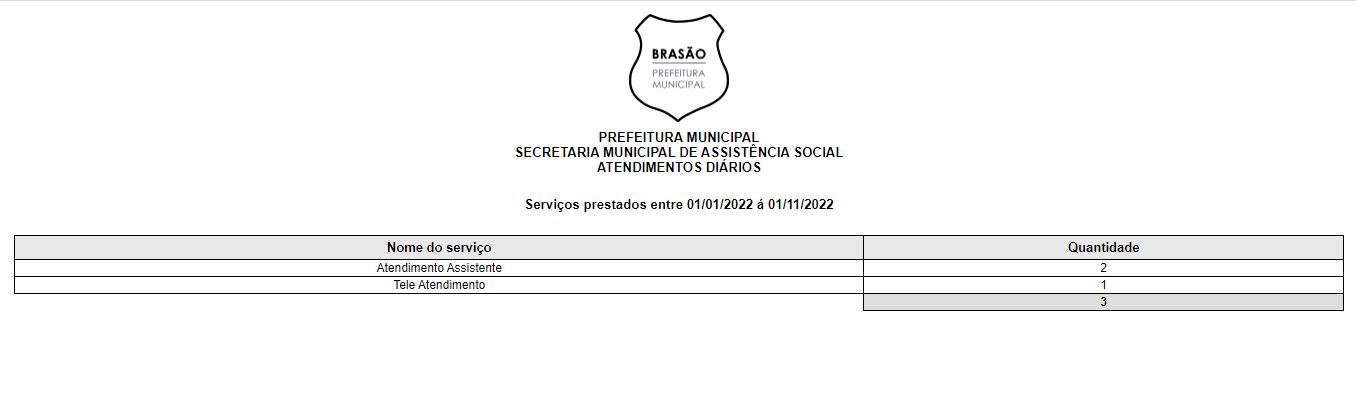 BRASÃO
PREFEITURA
MUNICIPAL
PREFEITURA MUNICIPAL
SECRETARIA MUNICIPAL DE ASSISTÊNCIA SOCIAL
ATENDIMENTOS DIÁRIOS
Serviços prestados entre 01/01/2022 á 01/11/2022
Nome do serviço Quantidade
Atendimento Assistente 2
Tele Atendimento 1
3